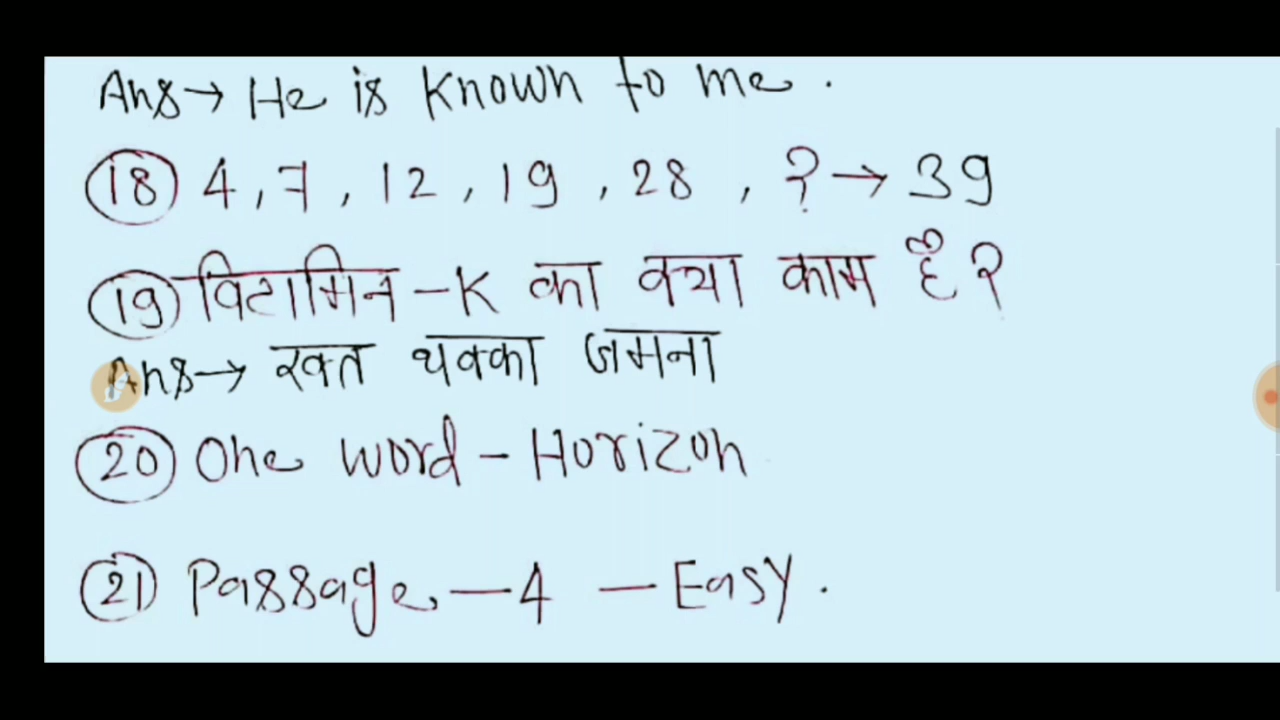 Ans→ He is known to me.
(18) 4, 7, 12, 19, 28, ? → 39
(19) विटामिन -K का क्या काम है?
Ans→ रक्त थक्का जमना
(20) One word - Horizon
(21) Passage - 4 - Easy.